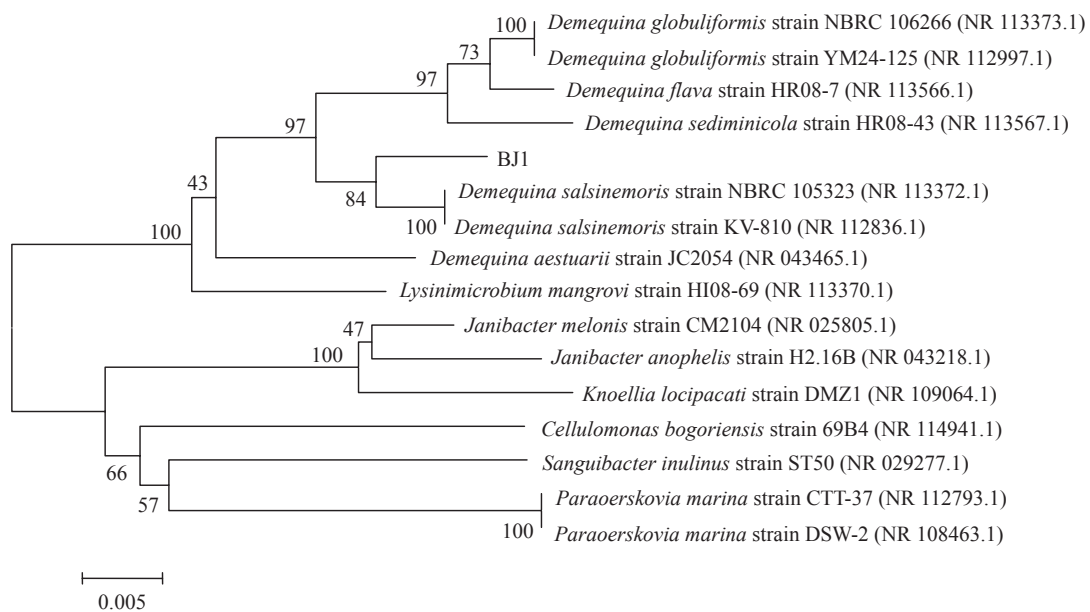 100
Demequina globuliformis strain NBRC 106266 (NR 113373.1)
Demequina globuliformis strain YM24-125 (NR 112997.1)
73
Demequina flava strain HR08-7 (NR 113566.1)
97
Demequina sediminicola strain HR08-43 (NR 113567.1)
97
BJ1
43
84
Demequina salsinemoris strain NBRC 105323 (NR 113372.1)
100
Demequina salsinemoris strain KV-810 (NR 112836.1)
100
Demequina aestuarii strain JC2054 (NR 043465.1)
Lysinimicrobium mangrovi strain HI08-69 (NR 113370.1)
47
Janibacter melonis strain CM2104 (NR 025805.1)
100
Janibacter anophelis strain H2.16B (NR 043218.1)
Knoellia locipacati strain DMZ1 (NR 109064.1)
Cellulomonas bogoriensis strain 69B4 (NR 114941.1)
66
Sanguibacter inulinus strain ST50 (NR 029277.1)
57
Paraoerskovia marina strain CTT-37 (NR 112793.1)
100
Paraoerskovia marina strain DSW-2 (NR 108463.1)
0.005